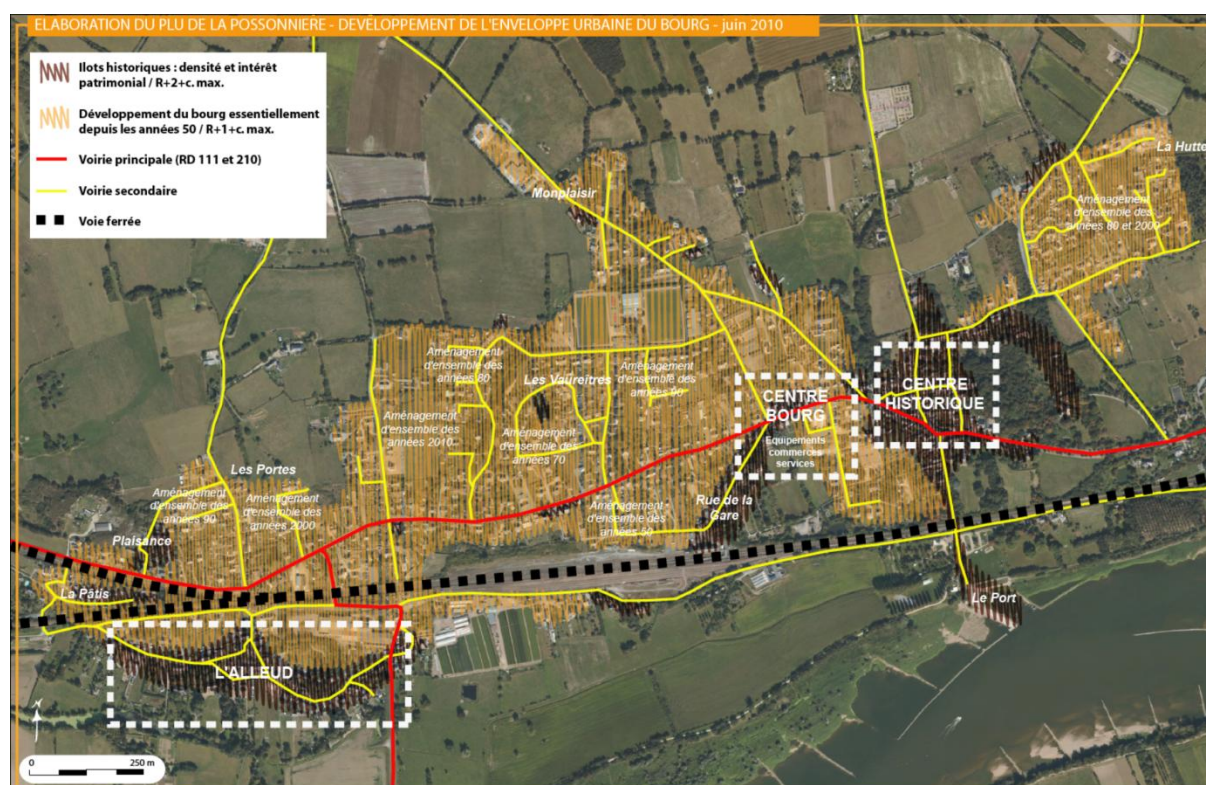 ELABORATION DU PLU DE LA POSSONNIERE - DEVELOPPEMENT DE L'ENVELOPPE URBAINE DU BOURG - juin 2010
Ilots historiques : densité et intérêt
patrimonial / R+2+c. max.
Développement du bourg essentiellement
depuis les années 50 / R+1+c. max.
Voirie principale (RD 111 et 210)
Voirie secondaire
Voie ferrée
La Hutte
Aménagement
d'ensemble des
années 80 et 2000
Monplaisir
Aménagement
d'ensemble des
années 80
Les Vaureitres
Aménagement
d'ensemble des
années 90
CENTRE
BOURG
Equipements
commerces
services
CENTRE
HISTORIQUE
Aménagement
d'ensemble des
années 2010
Aménagement
d'ensemble des
années 70
Les Portes
Aménagement
d'ensemble des
années 90
Aménagement
d'ensemble des
années 2000
Aménagement
d'ensemble des
années 50
Rue de la
Gare
Plaisance
La Pâtis
Le Port
L'ALLEUD
0
250 m